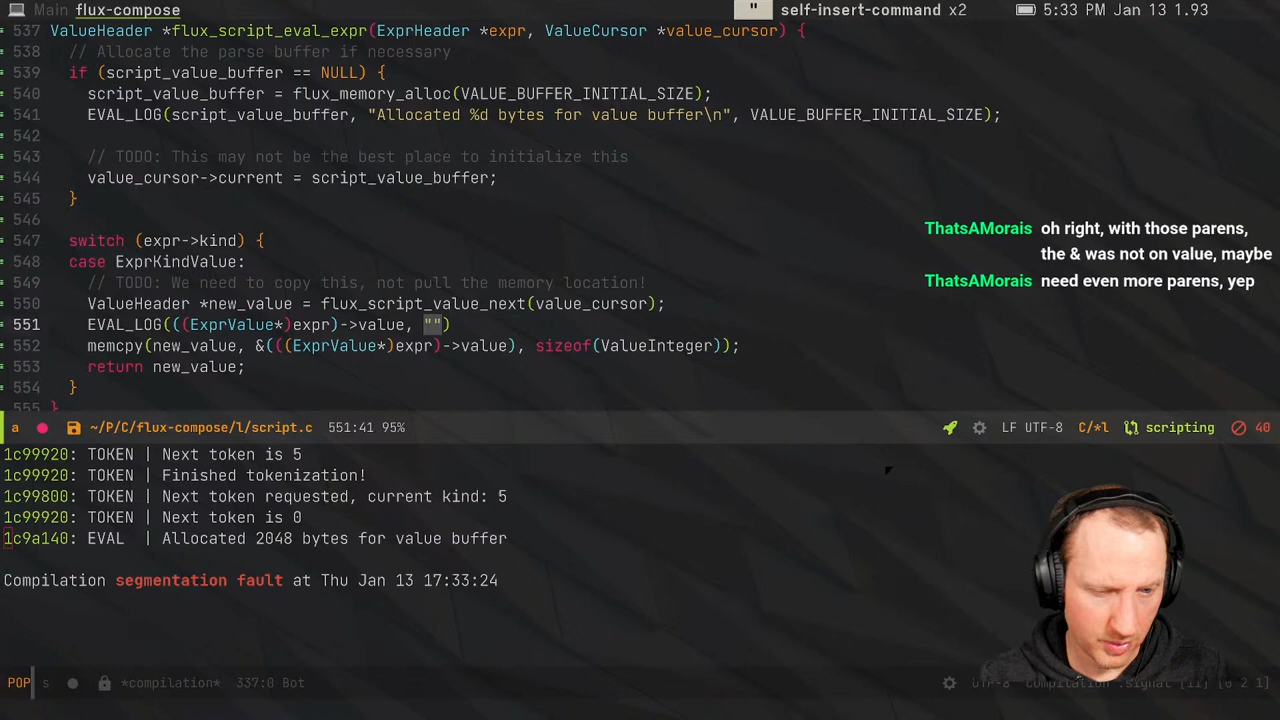 Main flux-compose
" self-insert-command x2
5:33 PM Jan 13 1.93
537 ValueHeader *flux_script_eval_expr(ExprHeader *expr, ValueCursor *value_cursor) {
538 // Allocate the parse buffer if necessary
539 if (script_value_buffer == NULL) {
540 script_value_buffer = flux_memory_alloc(VALUE_BUFFER_INITIAL_SIZE);
541 EVAL_LOG(script_value_buffer, "Allocated %d bytes for value buffer\n", VALUE_BUFFER_INITIAL_SIZE);
542
543 // TODO: This may not be the best place to initialize this
544 value_cursor->current = script_value_buffer;
545 }
546
547 switch (expr->kind) {
548 case ExprKindValue:
549 // TODO: We need to copy this, not pull the memory location!
550 ValueHeader *new_value = flux_script_value_next(value_cursor);
551 EVAL_LOG(((ExprValue*)expr)->value, "")
552 memcpy(new_value, &(((ExprValue*)expr)->value), sizeof(ValueInteger));
553 return new_value;
554 }
555 }
ThatsAMorais oh right, with those parens,
the & was not on value, maybe
ThatsAMorais need even more parens, yep
a ~/P/C/flux-compose/l/script.c 551:41 95%
LF UTF-8 C/*l scripting 40
1c99920: TOKEN | Next token is 5
1c99920: TOKEN | Finished tokenization!
1c99800: TOKEN | Next token requested, current kind: 5
1c99920: TOKEN | Next token is 0
1c9a140: EVAL | Allocated 2048 bytes for value buffer
Compilation segmentation fault at Thu Jan 13 17:33:24
POP s *compilation* 337:0 Bot
UTF-8 Compilation :signal [11] [0 2 1]